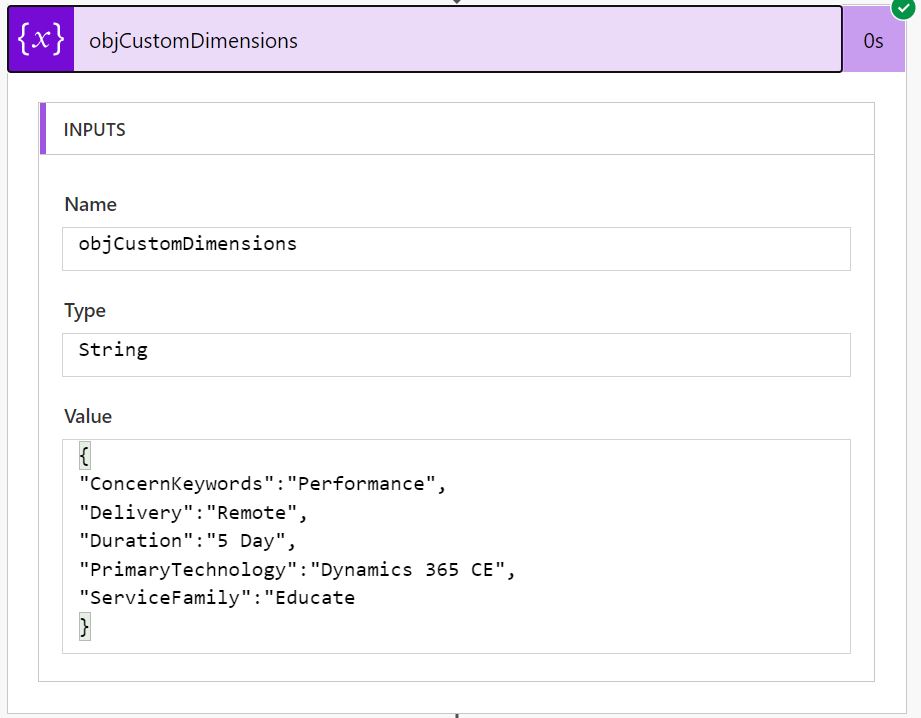 {x} objCustomDimensions 0s
INPUTS
Name
objCustomDimensions
Type
String
Value
{
"ConcernKeywords":"Performance",
"Delivery":"Remote",
"Duration":"5 Day",
"PrimaryTechnology":"Dynamics 365 CE",
"ServiceFamily":"Educate
}